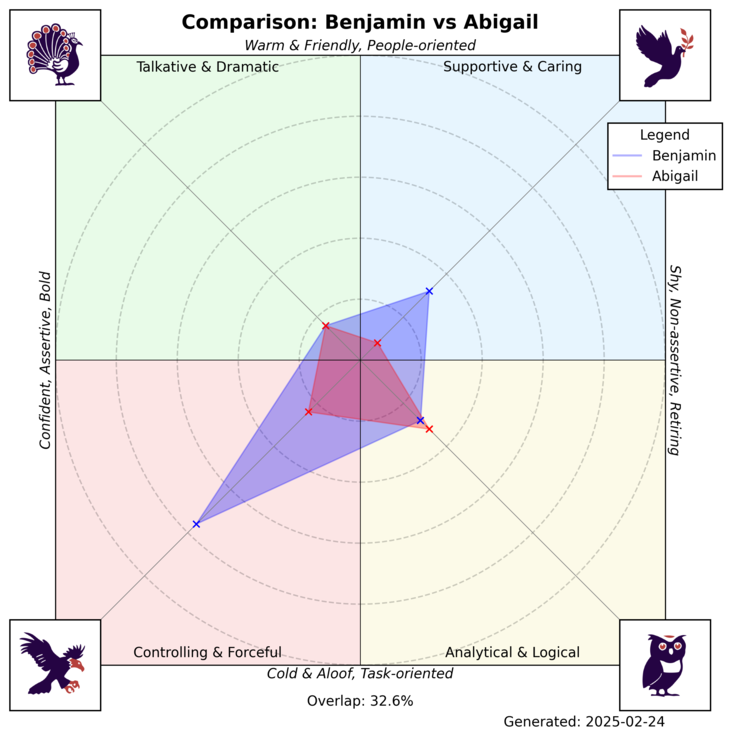 Comparison: Benjamin vs Abigail
Warm & Friendly, People-oriented
Talkative & Dramatic
Supportive & Caring
Legend
Benjamin
Abigail
Confident, Assertive, Bold
Shy, Non-assertive, Retiring
Controlling & Forceful
Analytical & Logical
Cold & Aloof, Task-oriented
Overlap: 32.6%
Generated: 2025-02-24